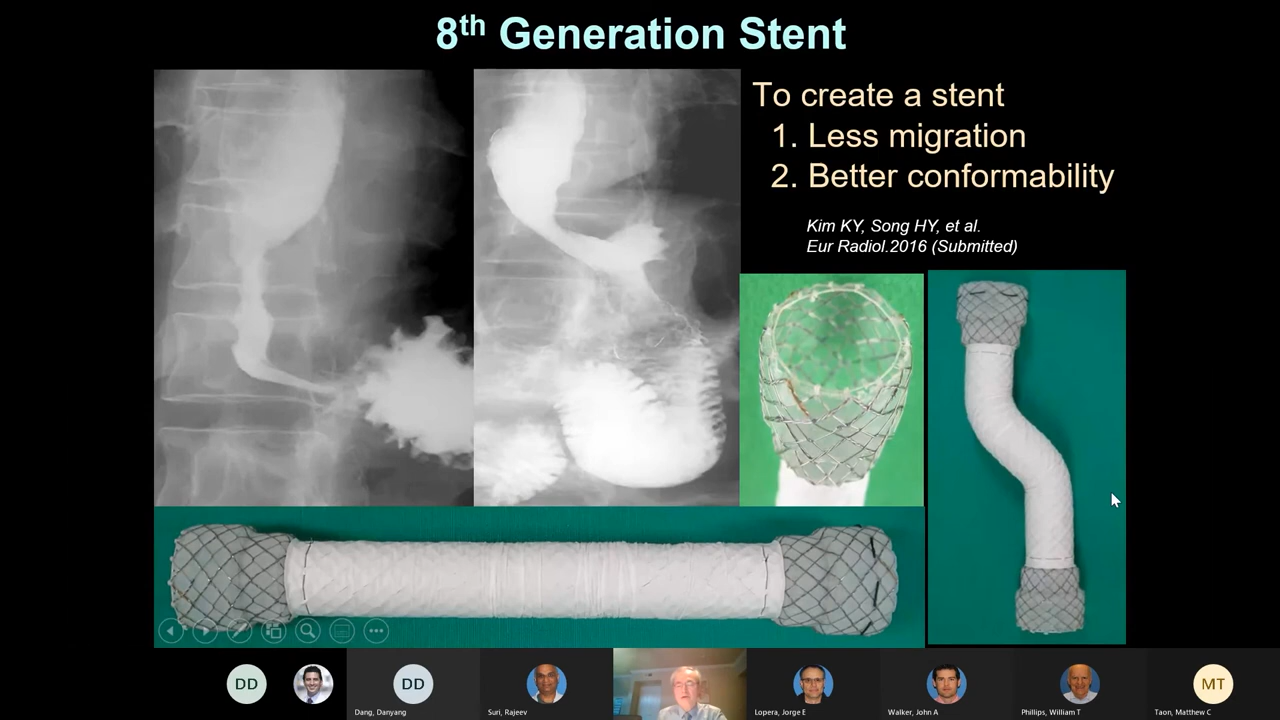 8th Generation Stent
To create a stent
1. Less migration
2. Better conformability
Kim KY, Song HY, et al.
Eur Radiol.2016 (Submitted)
DD
DD
MT
Dang, Danyang
Suri, Rajeev
Lopera, Jorge E
Walker, John A
Phillips, William T
Taon, Matthew C